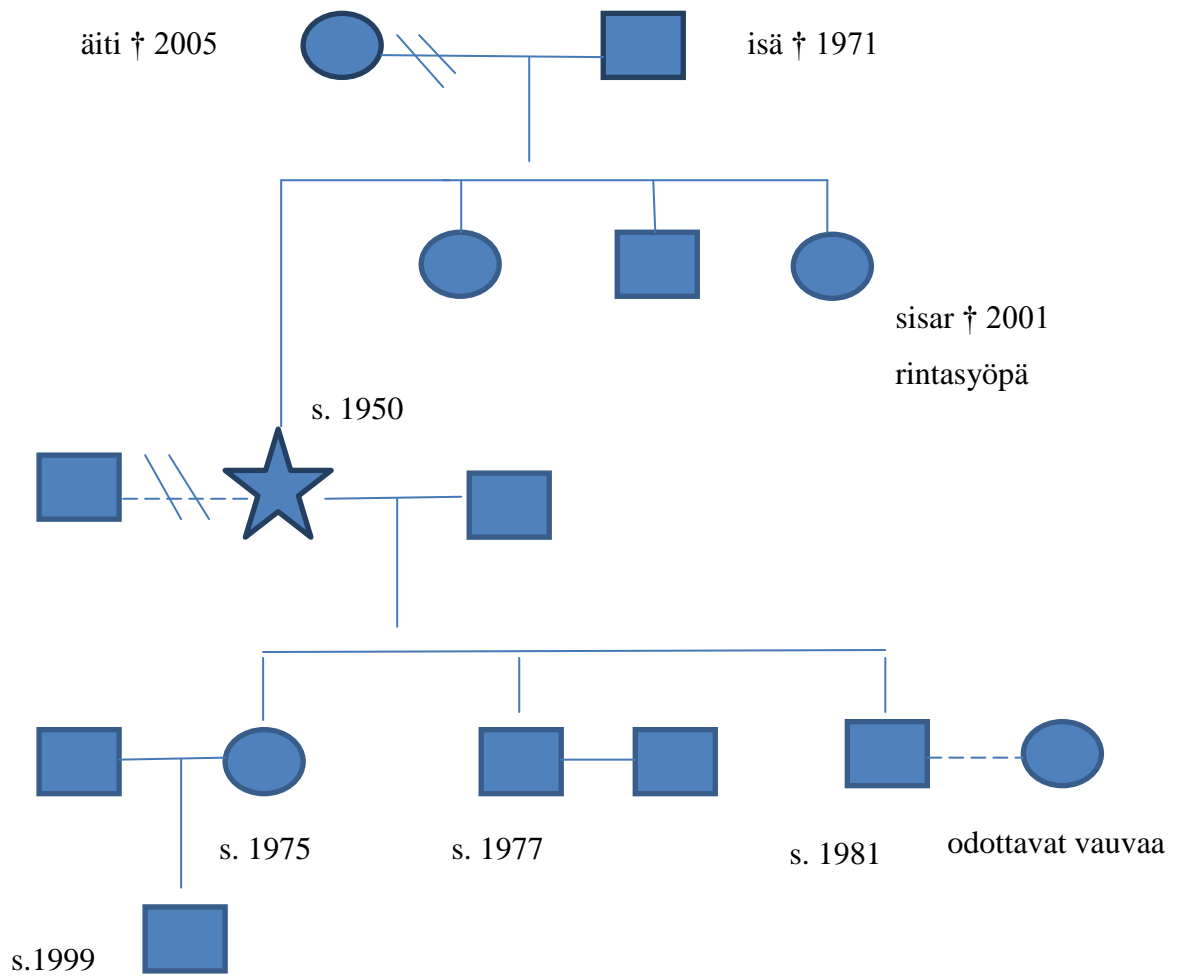 äiti † 2005
isä † 1971
sisar † 2001
rintasyöpä
s. 1950
s. 1975
s. 1977
s. 1981
odottavat vauvaa
s.1999